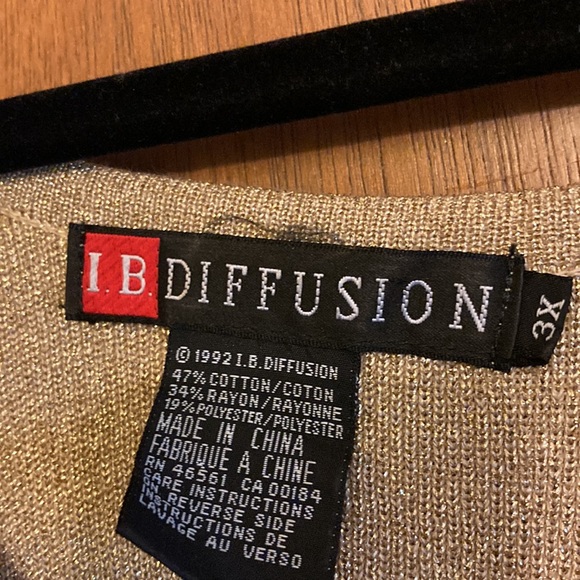 I.B. DIFFUSION
3X
© 1992 I.B.DIFFUSION
47% COTTON/COTON
34% RAYON/RAYONNE
19% POLYESTER/POLYESTER
MADE IN CHINA
FABRIQUE A CHINE
RN 46561 CA 00184
CARE INSTRUCTIONS
INS.REVERSE SIDE
INSTRUCTIONS DE
LAVAGE AU VERSO